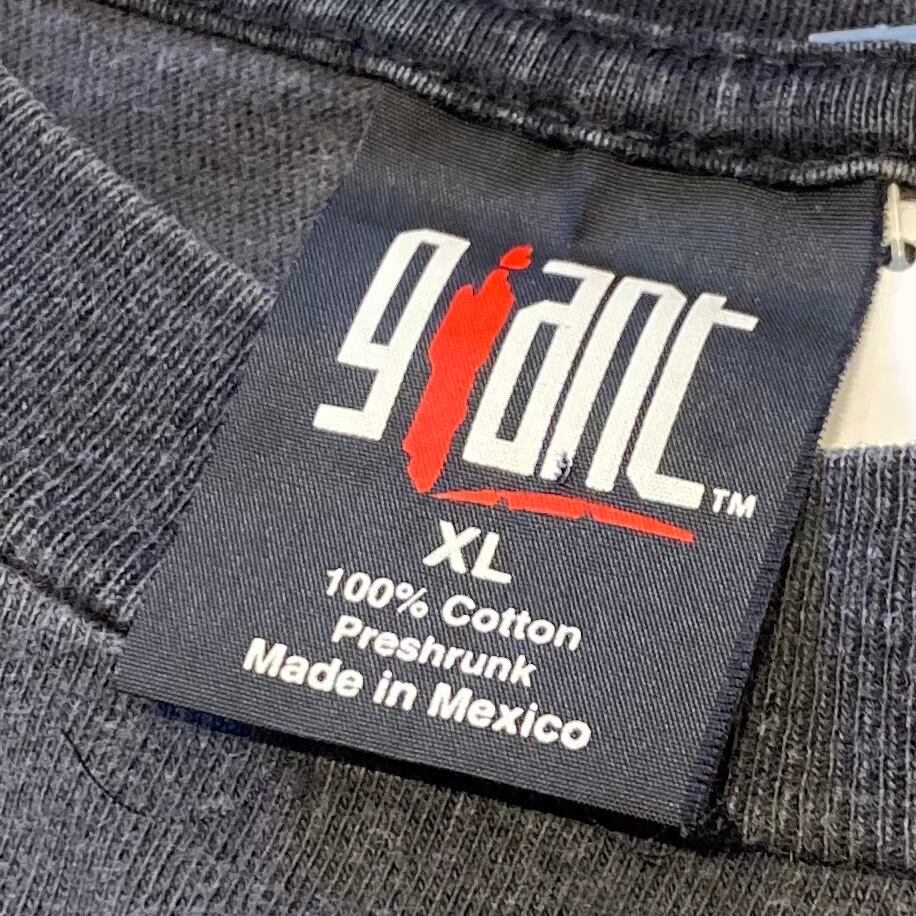 giant™
XL
100% Cotton
Preshrunk
Made in Mexico